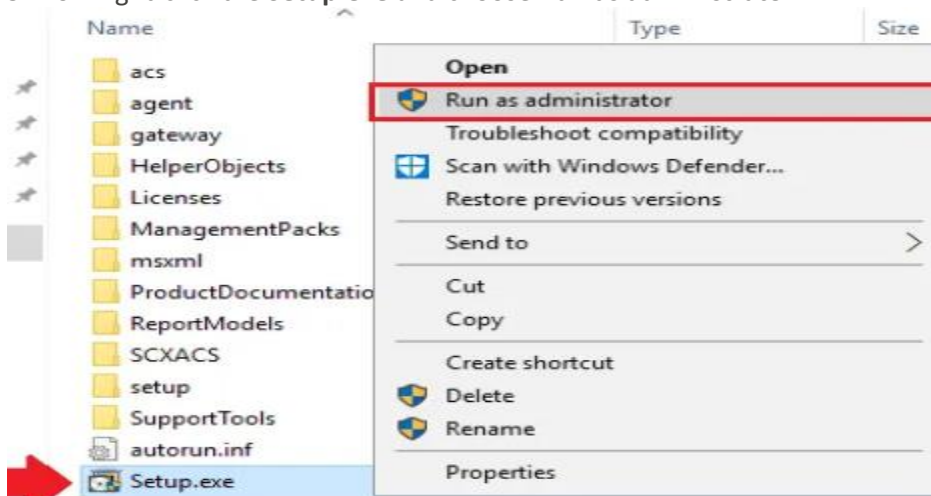 Name Type Size
acs
agent
gateway
HelperObjects
Licenses
ManagementPacks
msxml
ProductDocumentatio
ReportModels
SCXACS
setup
SupportTools
autorun.inf
Setup.exe
Open
Run as administrator
Troubleshoot compatibility
Scan with Windows Defender...
Restore previous versions
Send to
Cut
Copy
Create shortcut
Delete
Rename
Properties